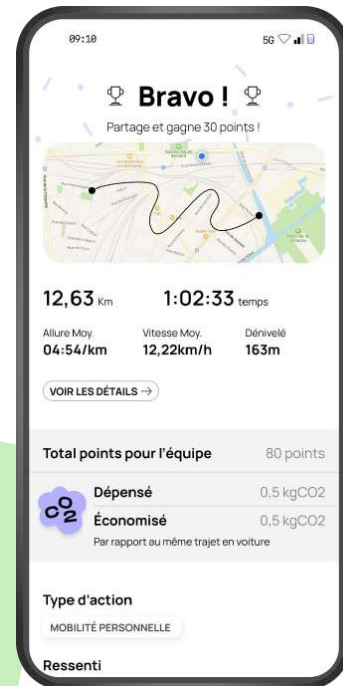 09:10 5G
Bravo !
Partage et gagne 30 points !
12,63 Km 1:02:33 temps
Allure Moy. Vitesse Moy. Dénivelé
04:54/km 12,22km/h 163m
VOIR LES DÉTAILS →
Total points pour l'équipe 80 points
CO2
Dépensé 0,5 kgCO2
Économisé 0,5 kgCO2
Par rapport au même trajet en voiture
Type d'action
MOBILITÉ PERSONNELLE
Ressenti